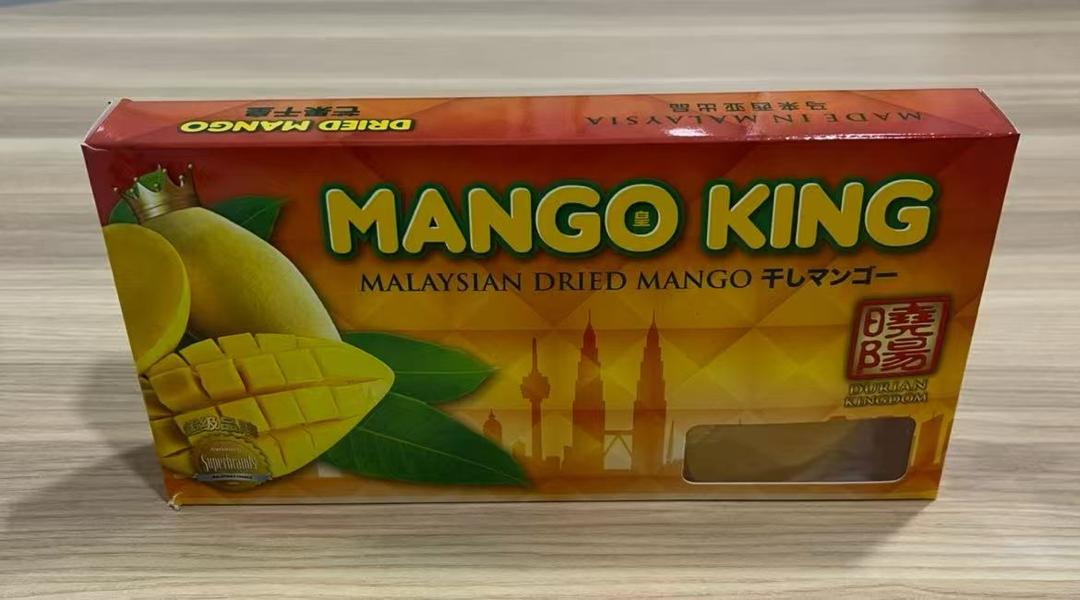 DRIED MANGO
芒果干皇
MADE IN MALAYSIA
马来西亚出品
MANGO KING
皇
MALAYSIAN DRIED MANGO 干しマンゴー
曉陽
DURIAN
KINGDOM
Superbrands